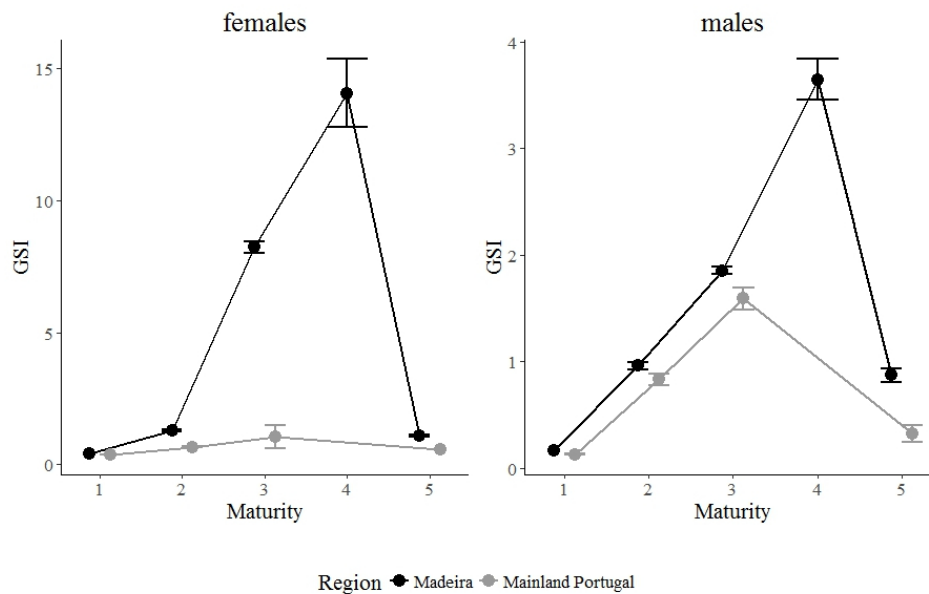 females
males
15
10
5
0
GSI
1 2 3 4 5
Maturity
4
3
2
1
0
GSI
1 2 3 4 5
Maturity
Region Madeira Mainland Portugal